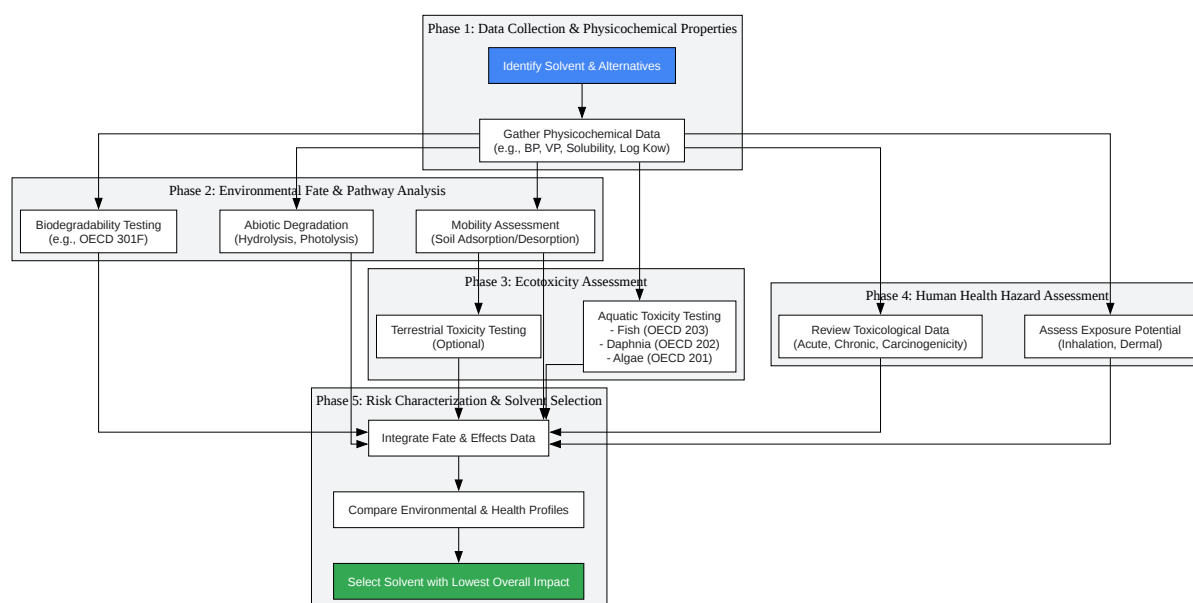 Phase 1: Data Collection & Physicochemical Properties
Identify Solvent & Alternatives
Gather Physicochemical Data
(e.g., BP, VP, Solubility, Log Kow)
Phase 2: Environmental Fate & Pathway Analysis
Biodegradability Testing
(e.g., OECD 301F)
Abiotic Degradation
(Hydrolysis, Photolysis)
Mobility Assessment
(Soil Adsorption/Desorption)
Phase 3: Ecotoxicity Assessment
Terrestrial Toxicity Testing
(Optional)
Aquatic Toxicity Testing
- Fish (OECD 203)
- Daphnia (OECD 202)
- Algae (OECD 201)
Phase 4: Human Health Hazard Assessment
Review Toxicological Data
(Acute, Chronic, Carcinogenicity)
Assess Exposure Potential
(Inhalation, Dermal)
Phase 5: Risk Characterization & Solvent Selection
Integrate Fate & Effects Data
Compare Environmental & Health Profiles
Select Solvent with Lowest Overall Impact